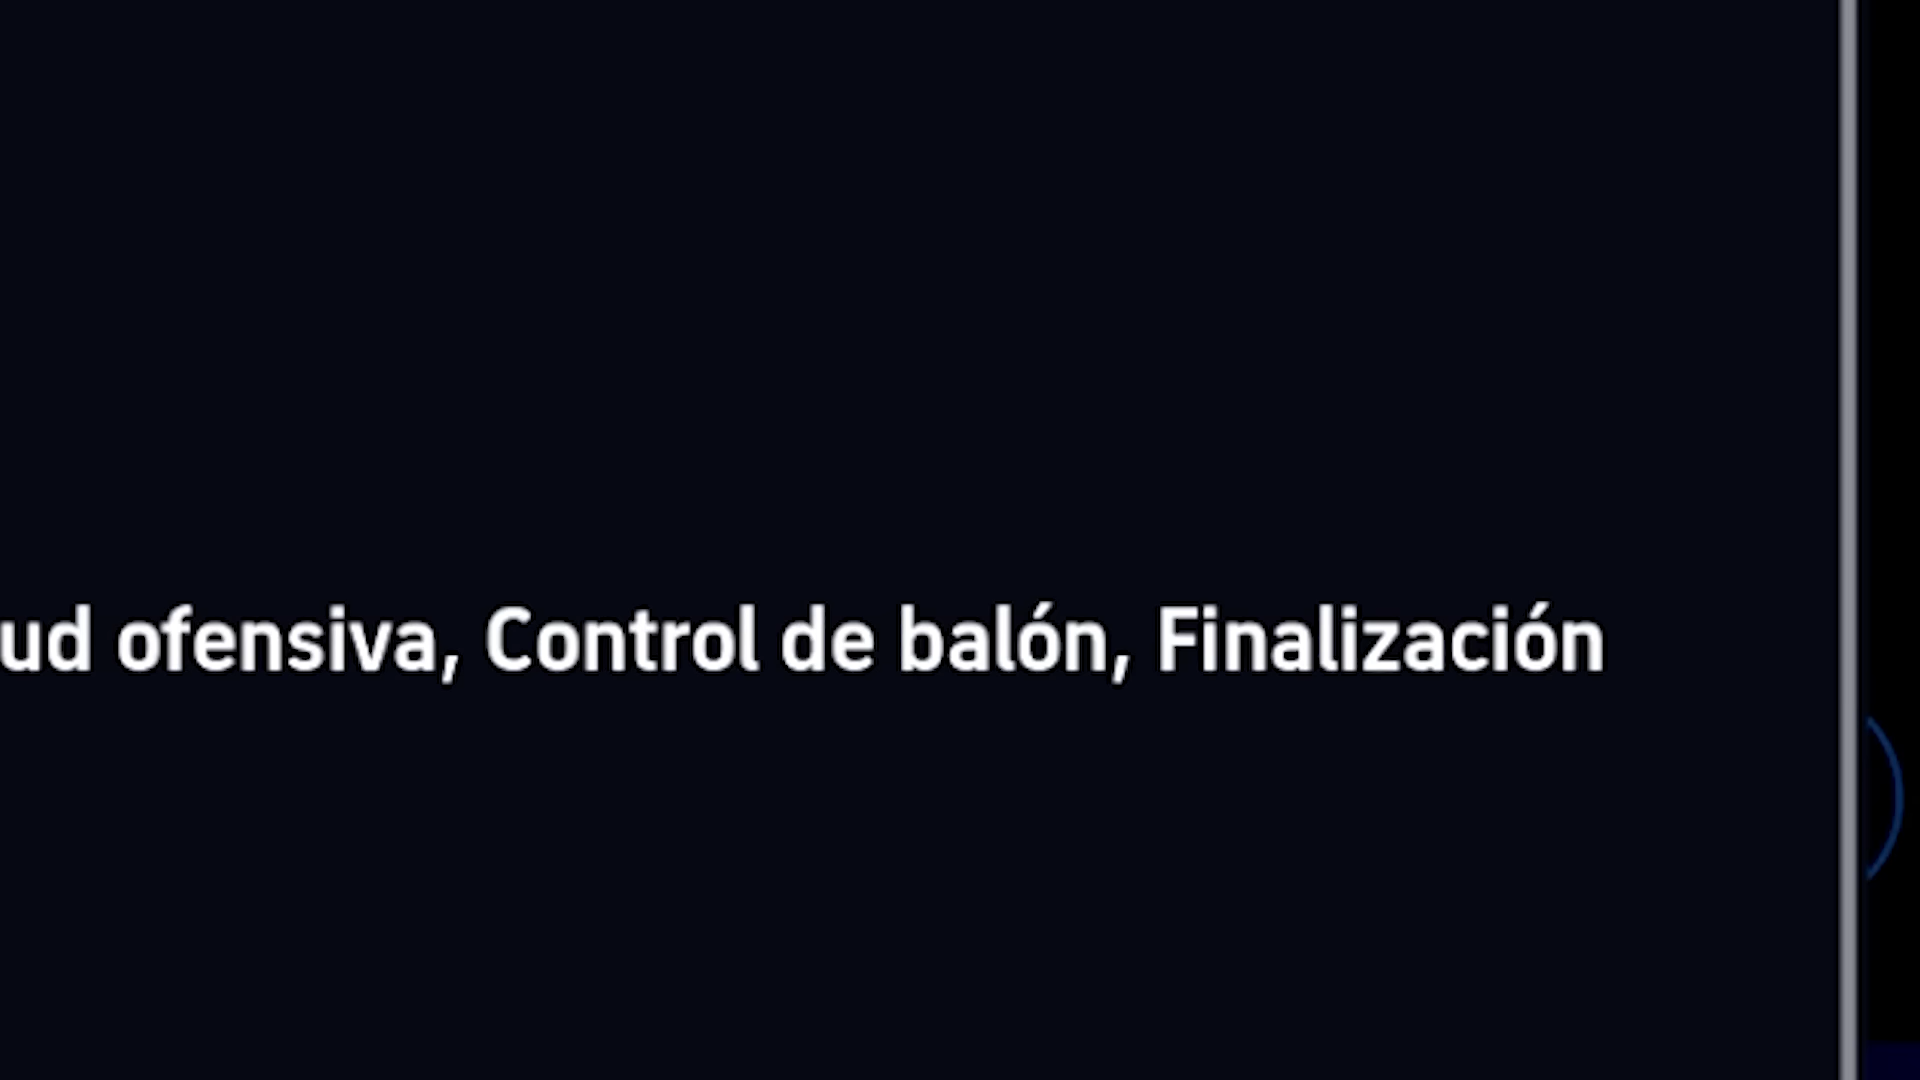 ud ofensiva, Control de balón, Finalización